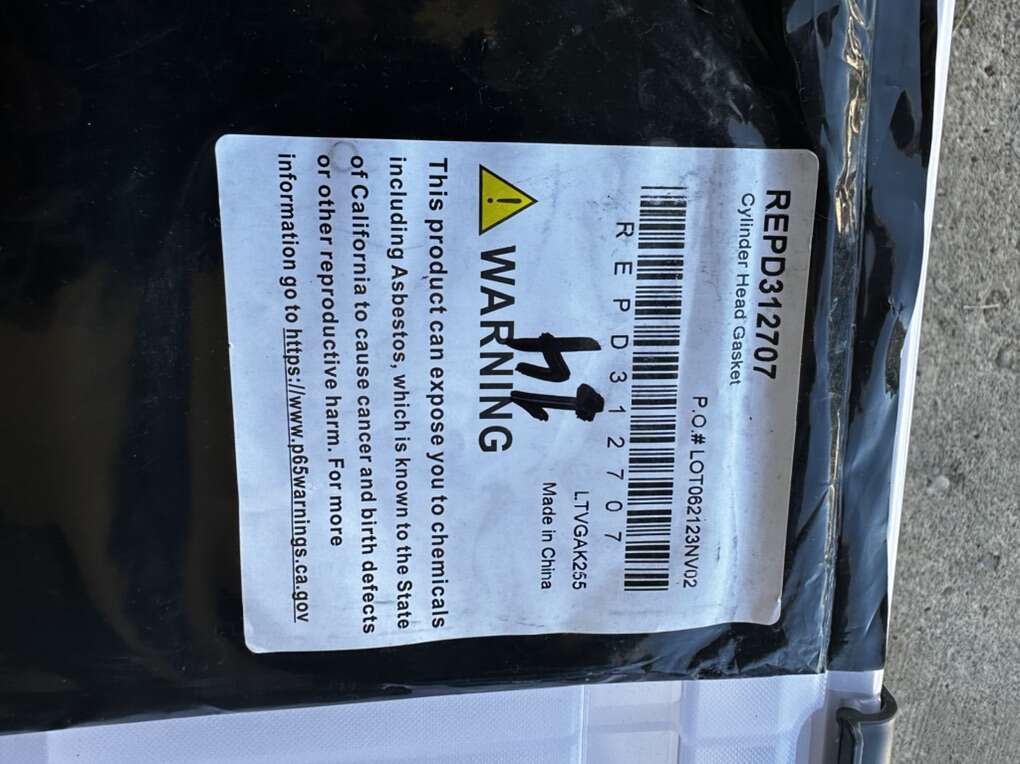 REPD312707
Cylinder Head Gasket
P.O.# LOT062123NV02
REPD312707
LTVGAK255
Made in China
WARNING
This product can expose you to chemicals
including Asbestos, which is known to the State
of California to cause cancer and birth defects
or other reproductive harm. For more
information go to https://www.p65warnings.ca.gov